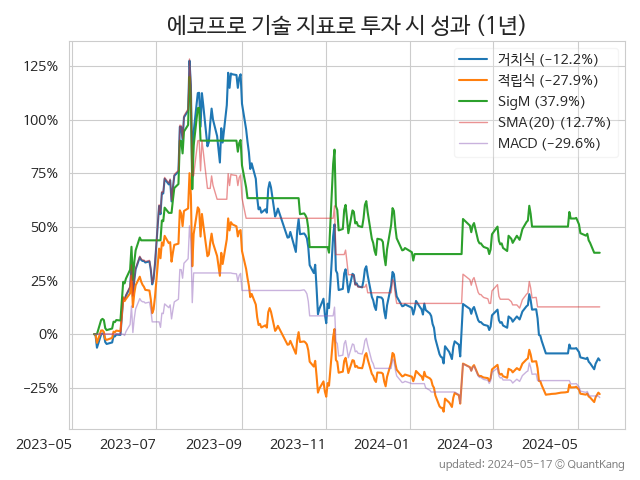 에코프로 기술 지표로 투자 시 성과 (1년)
거치식 (−12.2%)
적립식 (−27.9%)
SigM (37.9%)
SMA(20) (12.7%)
MACD (−29.6%)
125%
100%
75%
50%
25%
0%
−25%
2023-05 2023-07 2023-09 2023-11 2024-01 2024-03 2024-05
updated: 2024-05-17 © QuantKang